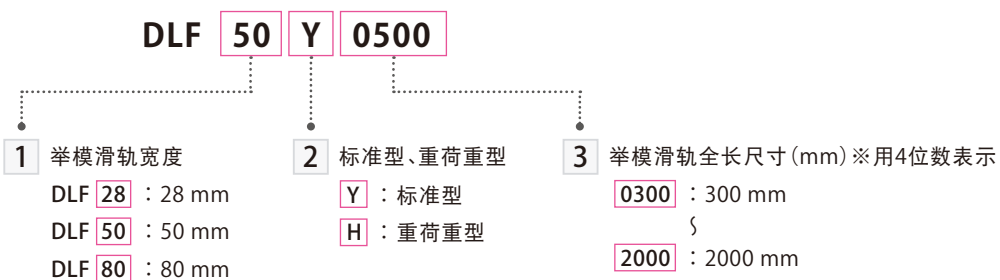 DLF 50 Y 0500
1 举模滑轨宽度
DLF 28 : 28 mm
DLF 50 : 50 mm
DLF 80 : 80 mm
2 标准型、重荷重型
Y : 标准型
H : 重荷重型
3 举模滑轨全长尺寸(mm)※用4位数表示
0300 : 300 mm
〜
2000 : 2000 mm